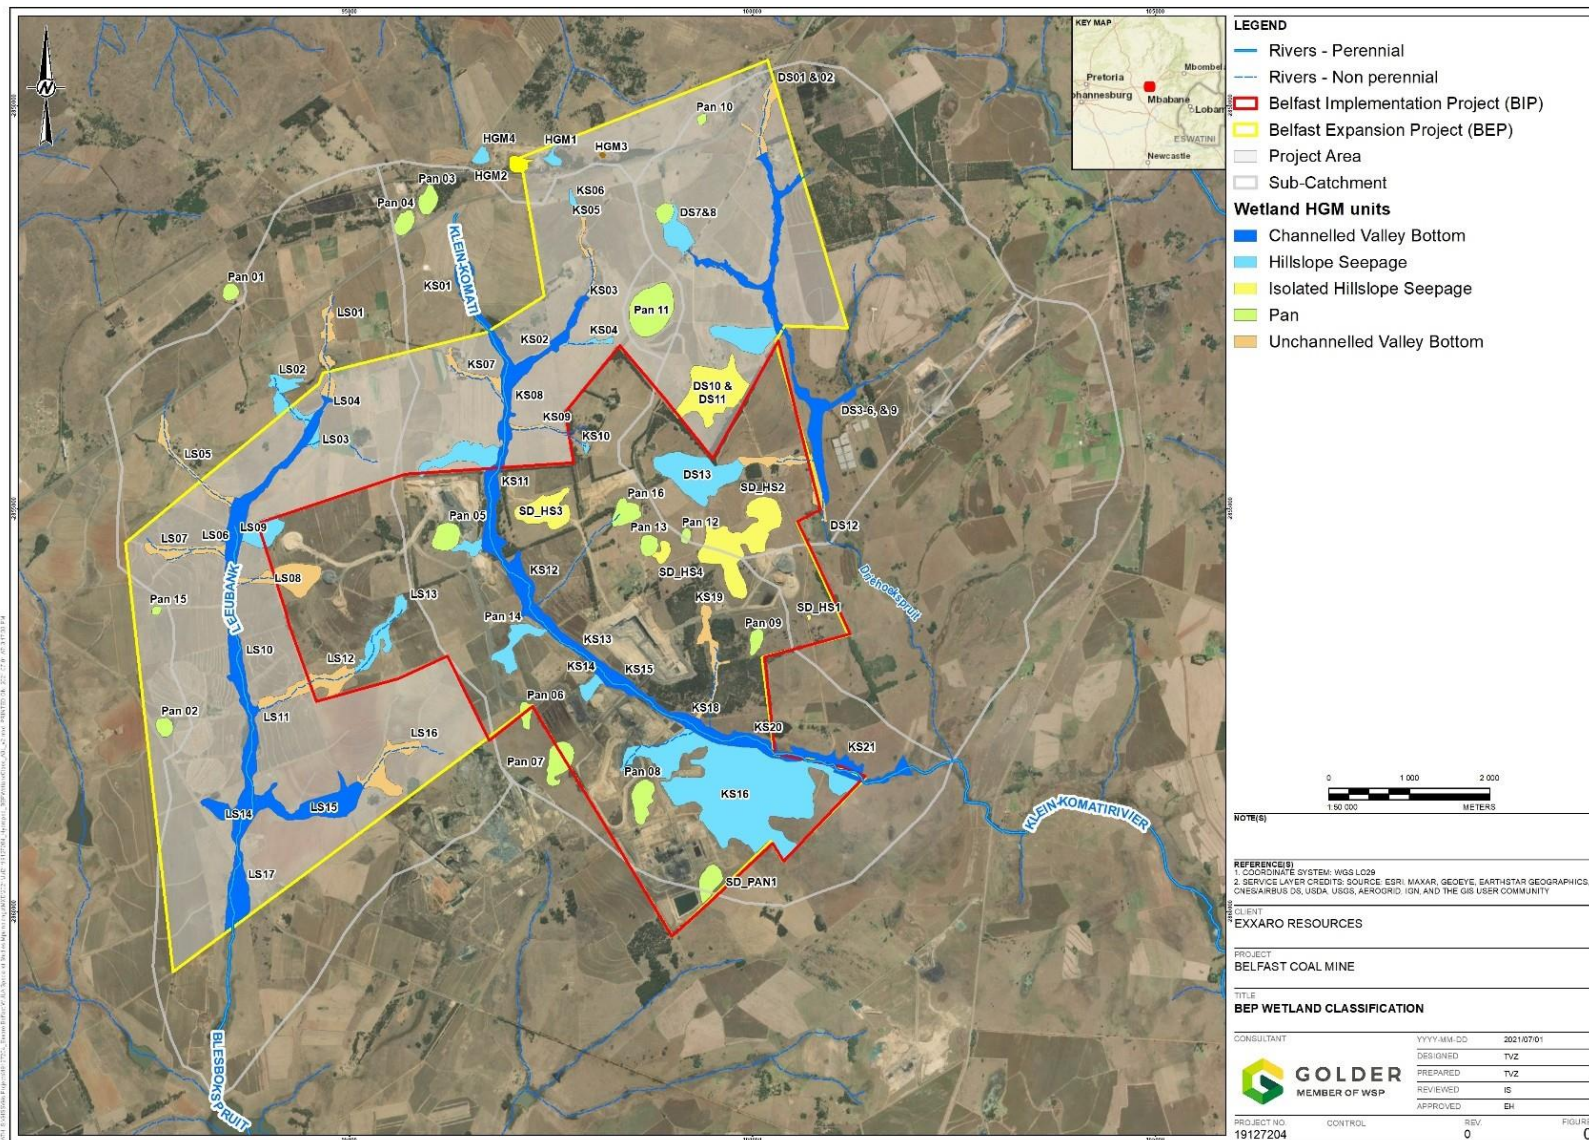 KEY MAP
Pretoria
Mbombela
ohannesburg
Mbabane
Lobam
ESWATINI
Newcastle
N
DS01 & 02
Pan 10
HGM4
HGM1
HGM3
HGM2
Pan 03
Pan 04
KS06
KS05
DS7&8
KLEIN-KOMATI
Pan 01
KS01
KS03
LS01
Pan 11
KS02
KS04
LS02
KS07
DS10 &
DS11
LS04
KS08
DS3-6, & 9
KS09
LS03
KS10
LS05
DS13
KS11
SD_HS2
Pan 16
SD_HS3
Pan 05
LS09
Pan 13
Pan 12
DS12
LS07
LS06
KS12
SD_HS4
LS08
Driehoekspruit
LEEUBANK
LS13
KS19
SD_HS1
Pan 15
Pan 14
Pan 09
KS13
LS10
LS12
KS14
KS15
Pan 06
LS11
KS18
Pan 02
KS20
LS16
KS21
Pan 07
Pan 08
KS16
LS14
LS15
KLEIN-KOMATIRIVIER
LS17
SD_PAN1
BLESBOKSPRUIT
LEGEND
Rivers - Perennial
Rivers - Non perennial
Belfast Implementation Project (BIP)
Belfast Expansion Project (BEP)
Project Area
Sub-Catchment
Wetland HGM units
Channelled Valley Bottom
Hillslope Seepage
Isolated Hillslope Seepage
Pan
Unchannelled Valley Bottom
0 1 000 2 000
1:50 000 METERS
NOTE(S)
REFERENCE(S)
1. COORDINATE SYSTEM: WGS LO29
2. SERVICE LAYER CREDITS: SOURCE: ESRI, MAXAR, GEOEYE, EARTHSTAR GEOGRAPHICS,
CNES/AIRBUS DS, USDA, USGS, AEROGRID, IGN, AND THE GIS USER COMMUNITY
CLIENT
EXXARO RESOURCES
PROJECT
BELFAST COAL MINE
TITLE
BEP WETLAND CLASSIFICATION
CONSULTANT
YYYY-MM-DD 2021/07/01
DESIGNED TVZ
PREPARED TVZ
REVIEWED IS
APPROVED EH
GOLDER
MEMBER OF WSP
PROJECT NO. CONTROL REV. FIGURE
19127204 0